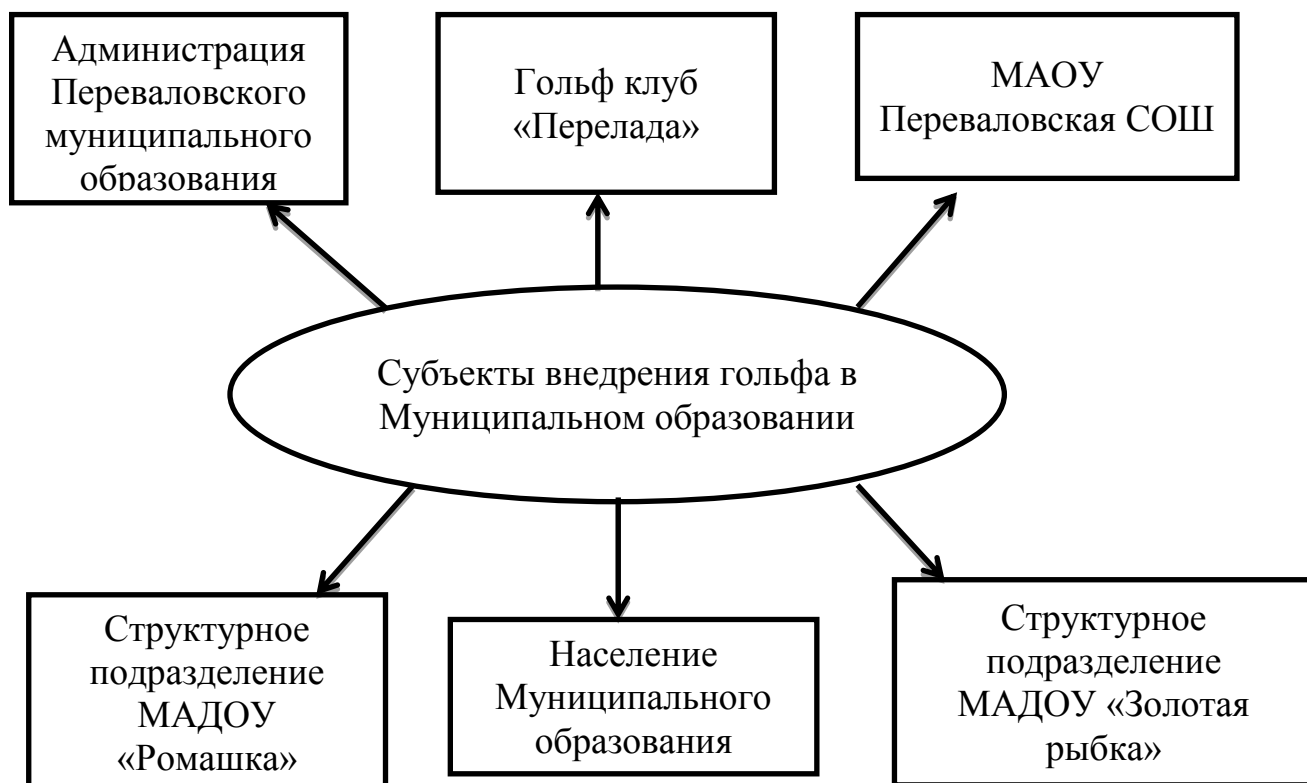 Администрация
Переваловского
муниципального
образования
Гольф клуб
«Перелада»
МАОУ
Переваловская СОШ
Субъекты внедрения гольфа в
Муниципальном образовании
Структурное
подразделение
МАДОУ
«Ромашка»
Население
Муниципального
образования
Структурное
подразделение
МАДОУ «Золотая
рыбка»